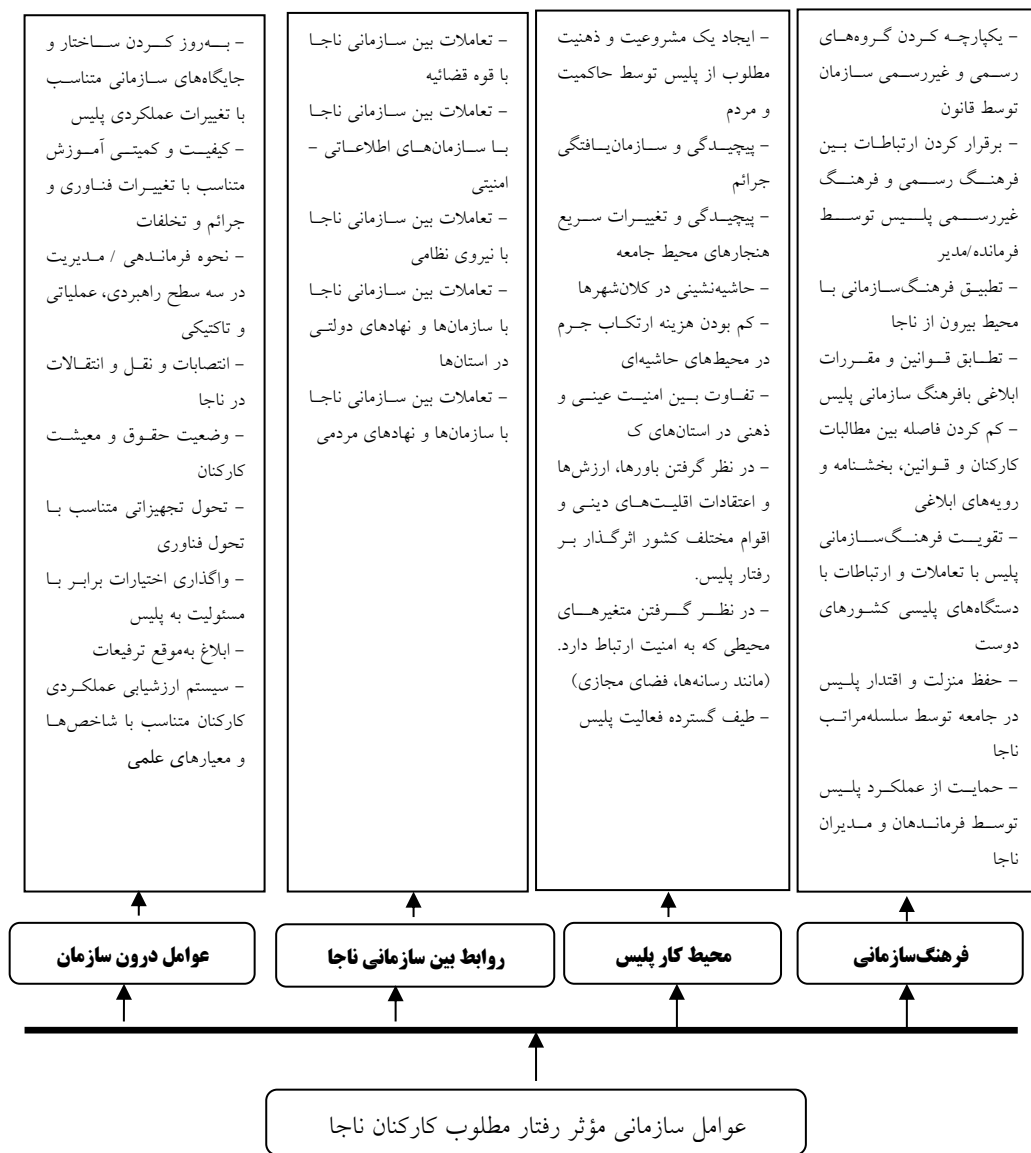 - یکپارچه کردن گروه‌های
رسمی و غیررسمی سازمان
توسط قانون
- برقرار کردن ارتباطات بین
فرهنگ رسمی و فرهنگ
غیررسمی پلیس توسط
فرمانده/مدیر
- تطبیق فرهنگ‌سازمانی با
محیط بیرون از ناجا
- تطابق قوانین و مقررات
ابلاغی بافرهنگ سازمانی پلیس
- کم کردن فاصله بین مطالبات
کارکنان و قوانین، بخشنامه و
رویه‌های ابلاغی
- تقویت فرهنگ‌سازمانی
پلیس با تعاملات و ارتباطات با
دستگاه‌های پلیسی کشورهای
دوست
- حفظ منزلت و اقتدار پلیس
در جامعه توسط سلسله‌مراتب
ناجا
- حمایت از عملکرد پلیس
توسط فرماندهان و مدیران
ناجا
- ایجاد یک مشروعیت و ذهنیت
مطلوب از پلیس توسط حاکمیت
و مردم
- پیچیدگی و سازمان‌یافتگی
جرائم
- پیچیدگی و تغییرات سریع
هنجارهای محیط جامعه
- حاشیه‌نشینی در کلان‌شهرها
- کم بودن هزینه ارتکاب جرم
در محیط‌های حاشیه‌ای
- تفاوت بین امنیت عینی و
ذهنی در استان‌های ک
- در نظر گرفتن باورها، ارزش‌ها
و اعتقادات اقلیت‌های دینی و
اقوام مختلف کشور اثرگذار بر
رفتار پلیس.
- در نظر گرفتن متغیرهای
محیطی که به امنیت ارتباط دارد.
(مانند رسانه‌ها، فضای مجازی)
- طیف گسترده فعالیت پلیس
- تعاملات بین سازمانی ناجا
با قوه قضائیه
- تعاملات بین سازمانی ناجا
با سازمان‌های اطلاعاتی -
امنیتی
- تعاملات بین سازمانی ناجا
با نیروی نظامی
- تعاملات بین سازمانی ناجا
با سازمان‌ها و نهادهای دولتی
در استان‌ها
- تعاملات بین سازمانی ناجا
با سازمان‌ها و نهادهای مردمی
- به‌روز کردن ساختار و
جایگاه‌های سازمانی متناسب
با تغییرات عملکردی پلیس
- کیفیت و کمیتی آموزش
متناسب با تغییرات فناوری و
جرائم و تخلفات
- نحوه فرماندهی / مدیریت
در سه سطح راهبردی، عملیاتی
و تاکتیکی
- انتصابات و نقل و انتقالات
در ناجا
- وضعیت حقوق و معیشت
کارکنان
- تحول تجهیزاتی متناسب با
تحول فناوری
- واگذاری اختیارات برابر با
مسئولیت به پلیس
- ابلاغ به‌موقع ترفیعات
- سیستم ارزشیابی عملکردی
کارکنان متناسب با شاخص‌ها
و معیارهای علمی
فرهنگ‌سازمانی
محیط کار پلیس
روابط بین سازمانی ناجا
عوامل درون سازمان
عوامل سازمانی مؤثر رفتار مطلوب کارکنان ناجا